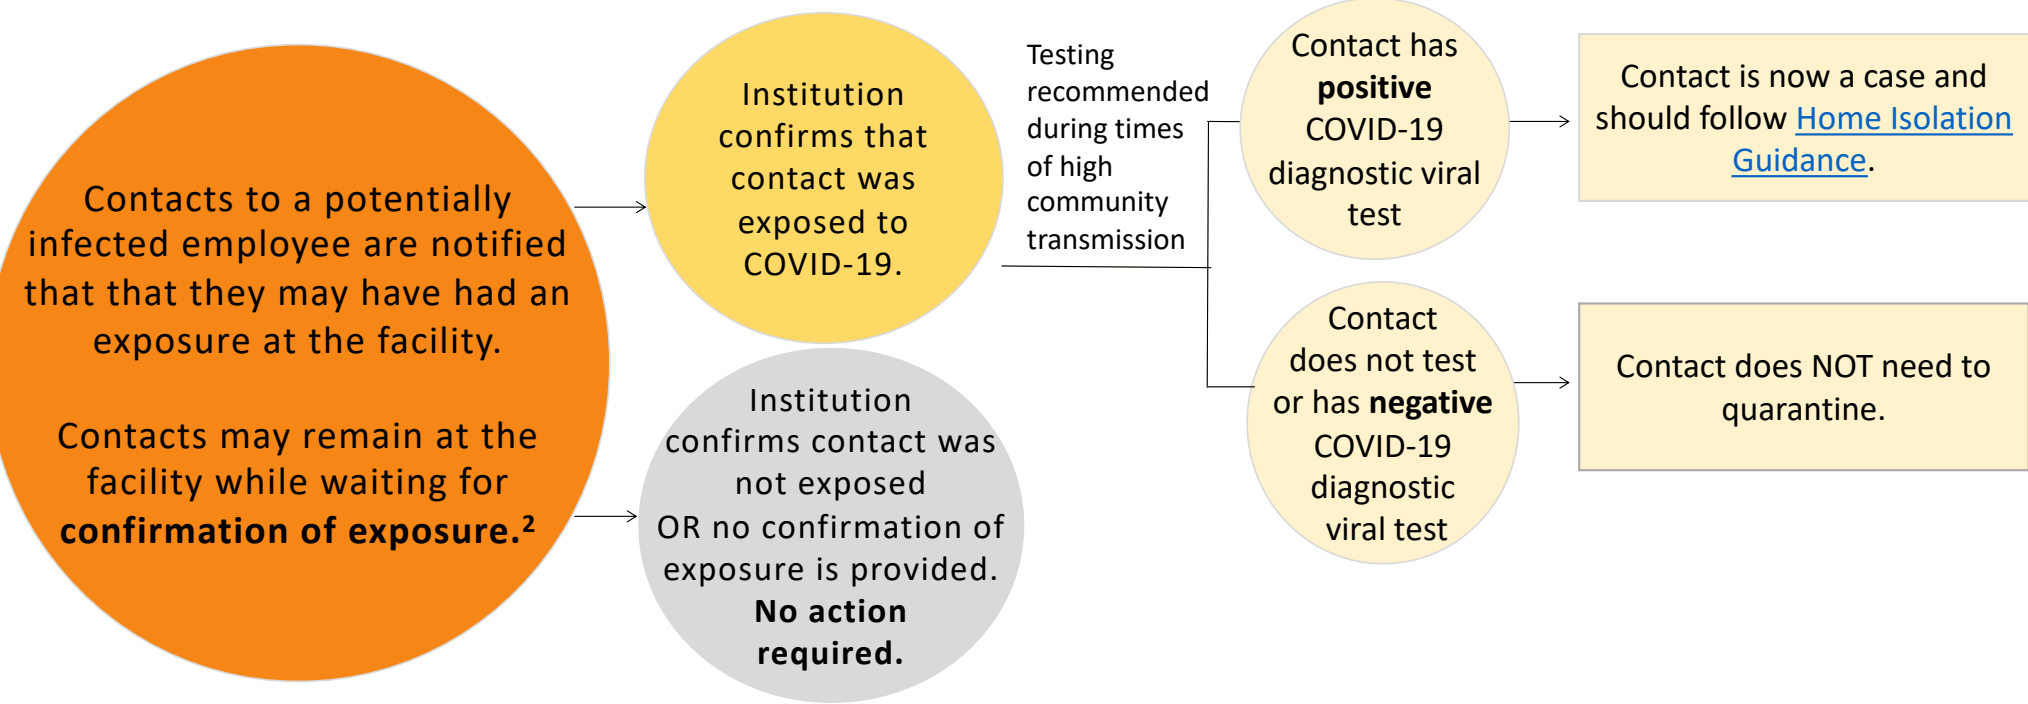 Contacts to a potentially
infected employee are notified
that that they may have had an
exposure at the facility.
Contacts may remain at the
facility while waiting for
confirmation of exposure.²
Institution
confirms that
contact was
exposed to
COVID-19.
Institution
confirms contact was
not exposed
OR no confirmation of
exposure is provided.
No action
required.
Testing
recommended
during times
of high
community
transmission
Contact has
positive
COVID-19
diagnostic viral
test
Contact is now a case and
should follow Home Isolation
Guidance.
Contact
does not test
or has negative
COVID-19
diagnostic
viral test
Contact does NOT need to
quarantine.